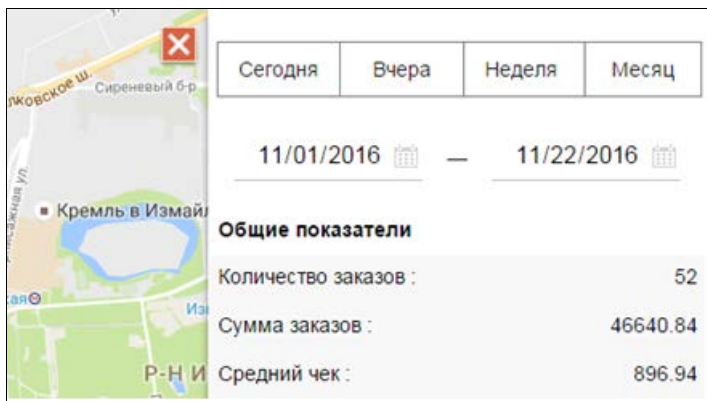 Сегодня Вчера Неделя Месяц
11/01/2016 — 11/22/2016
Общие показатели
Количество заказов : 52
Сумма заказов : 46640.84
Средний чек : 896.94
лковское ш.
Сиреневый б-р
Кремль в Измайл
Из
Р-Н И